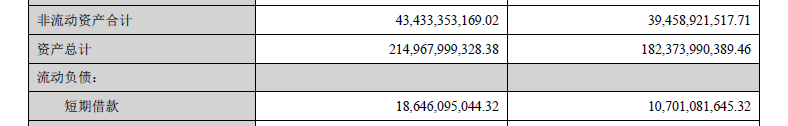 非流动资产合计 43,433,353,169.02 39,458,921,517.71
资产总计 214,967,999,328.38 182,373,990,389.46
流动负债：
短期借款 18,646,095,044.32 10,701,081,645.32